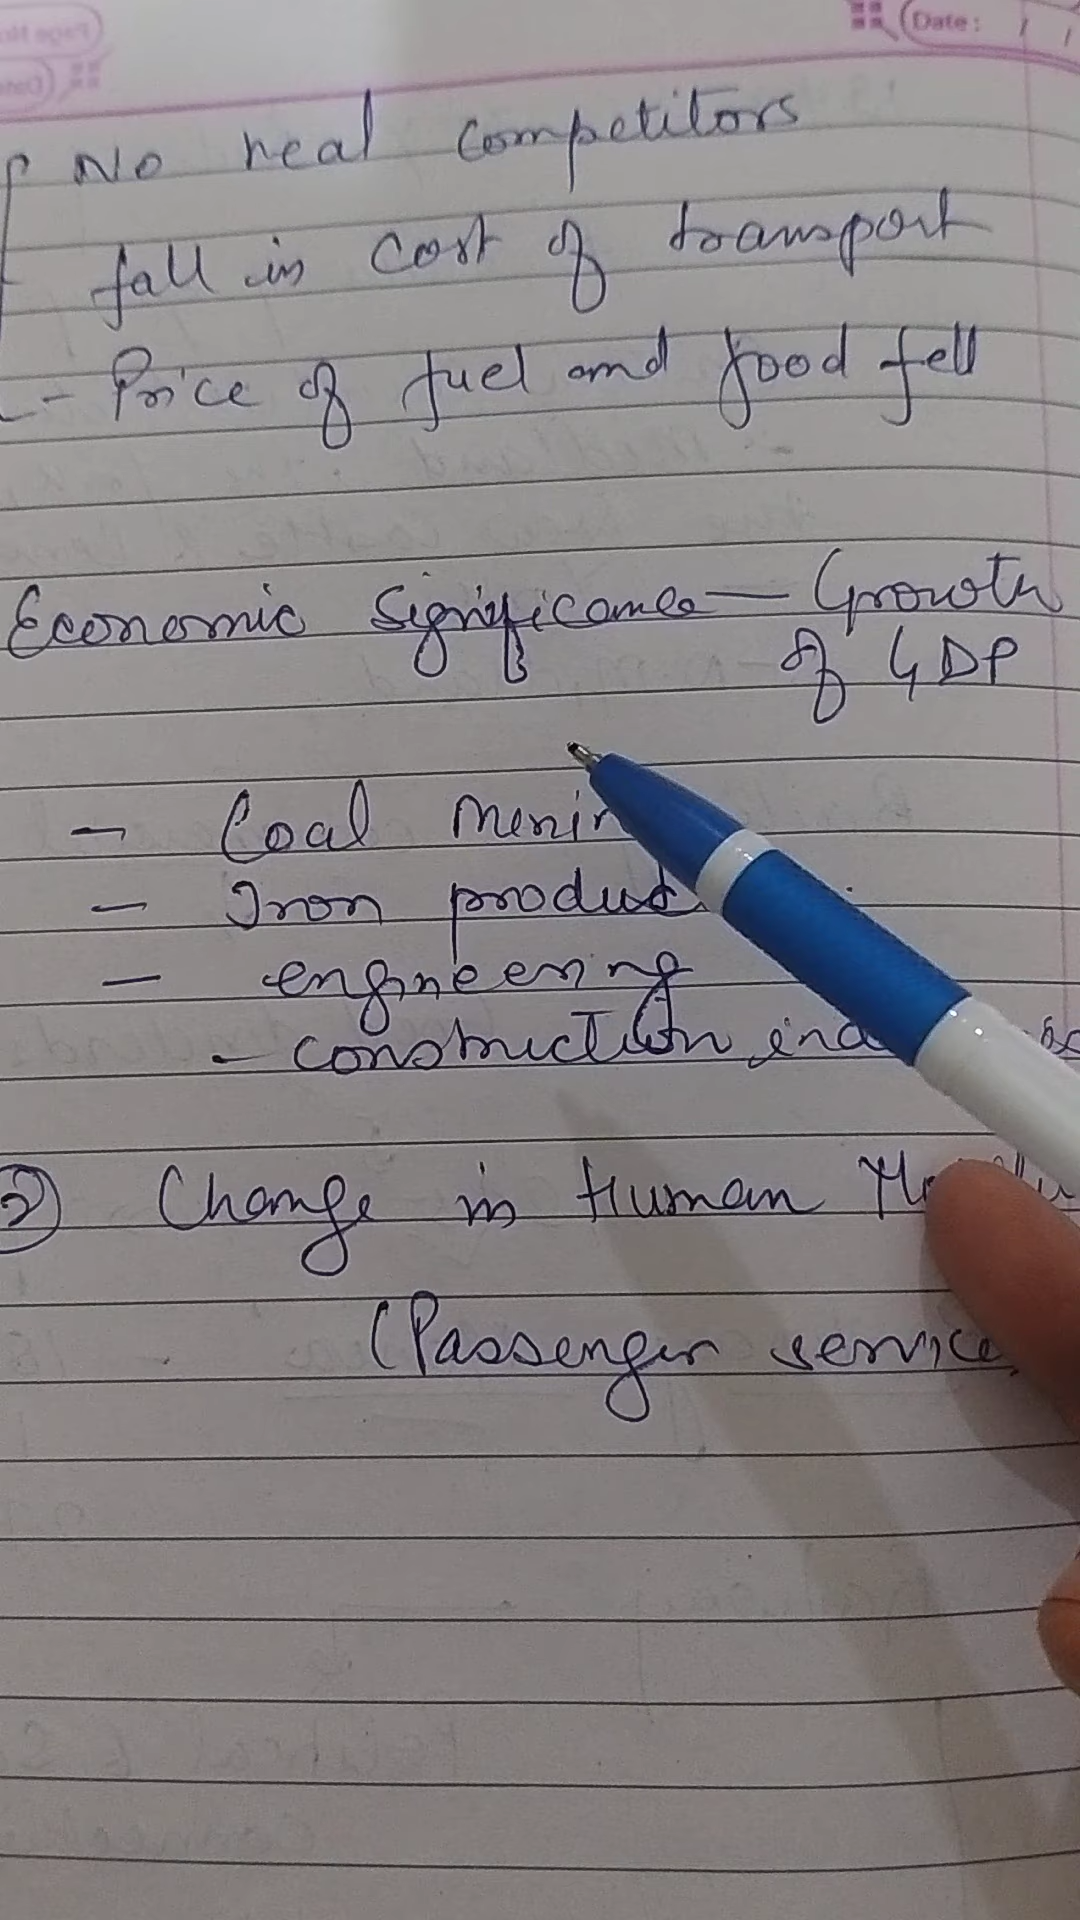 Date:
No real competitors
fall in cost of transport
- Price of fuel and food fell
Economic Significance — Growth
of GDP
- Coal
- Iron
- engineering
- construction
② Change in Human
(Passenger service